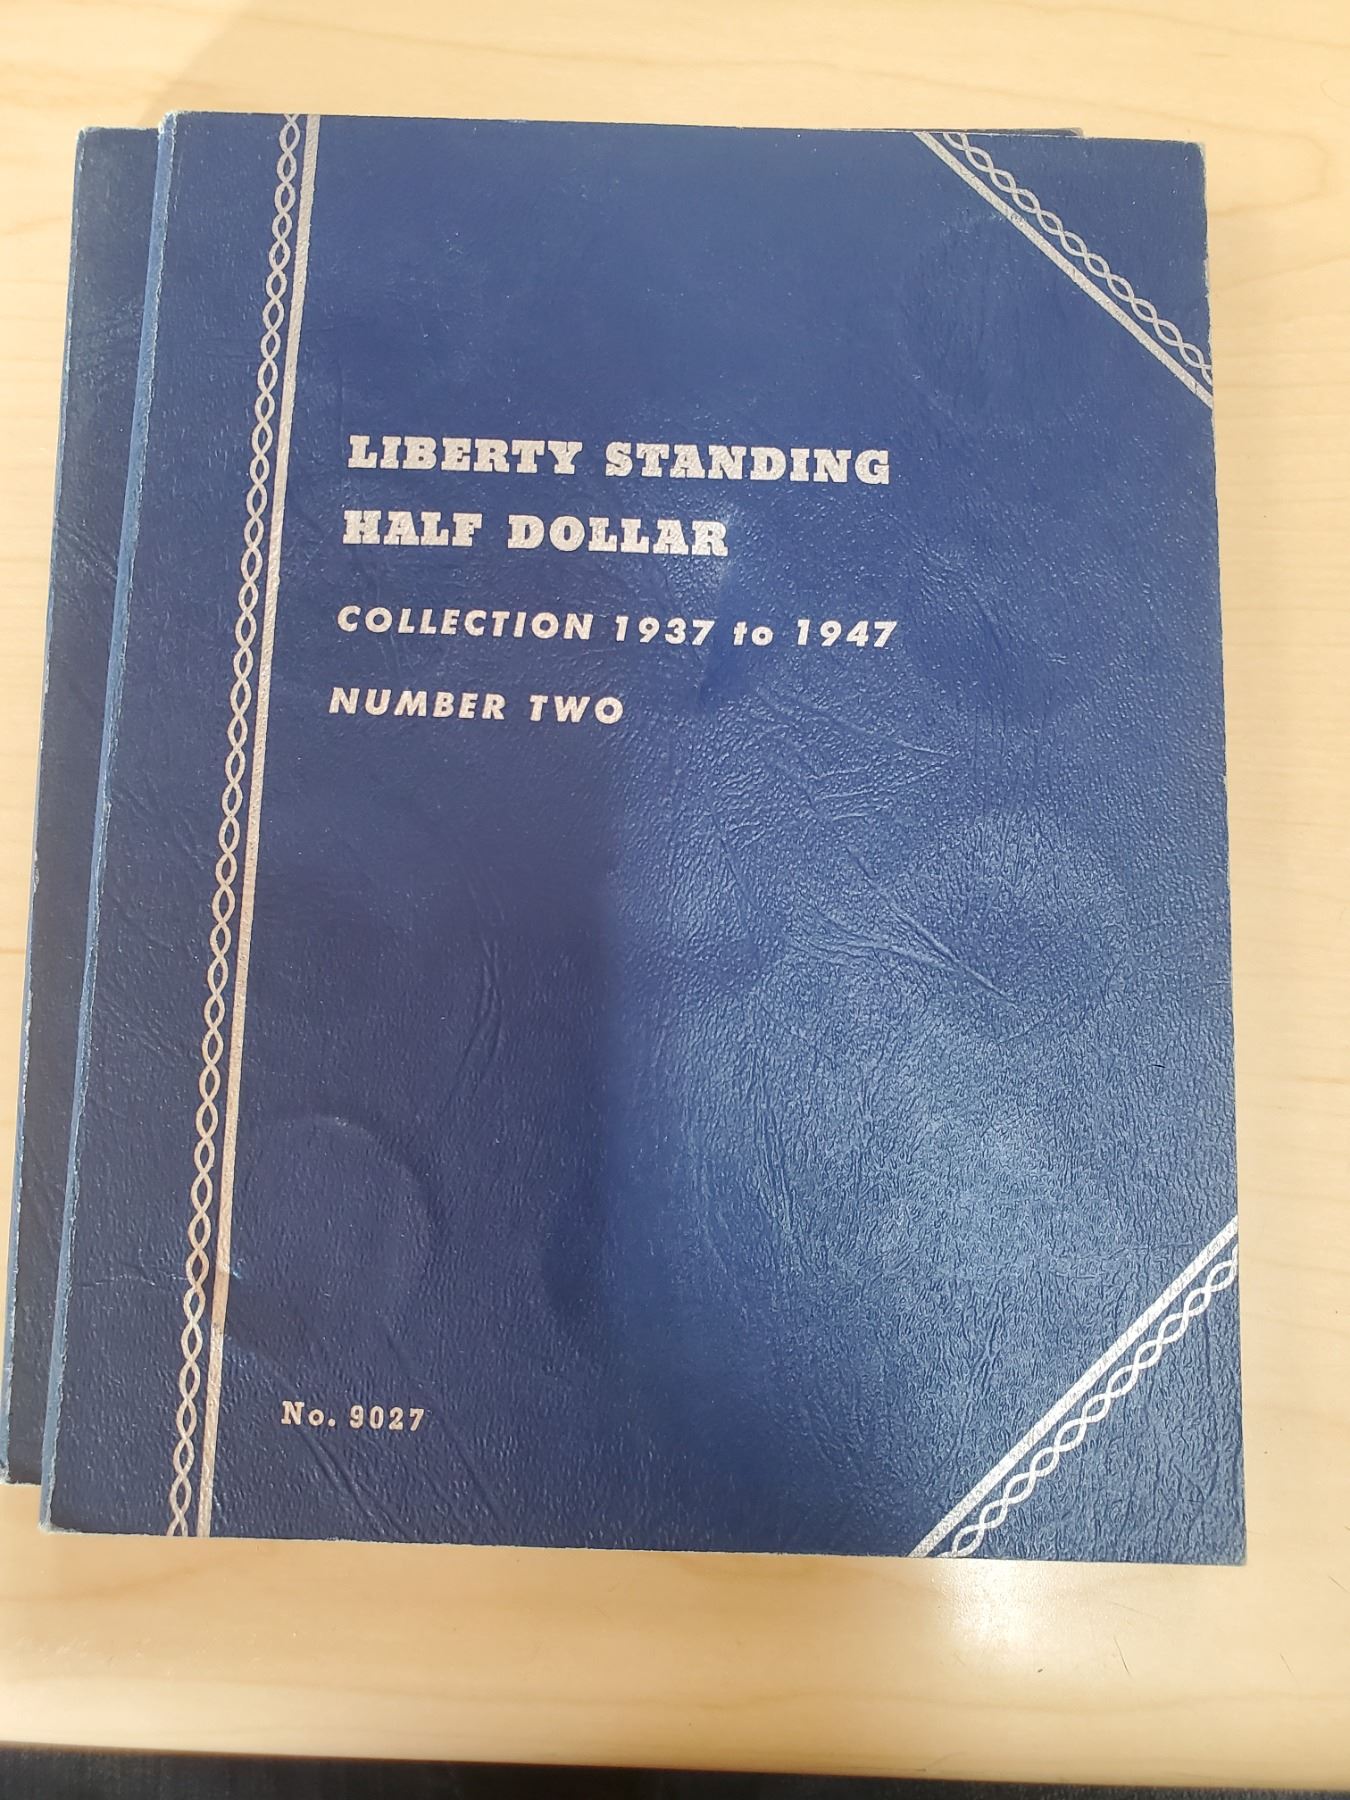 LIBERTY STANDING
HALF DOLLAR
COLLECTION 1937 to 1947
NUMBER TWO
No. 9027